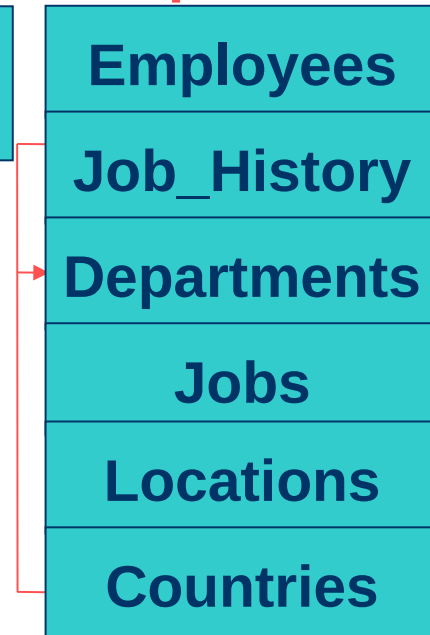 Employees
Job_History
Departments
Jobs
Locations
Countries